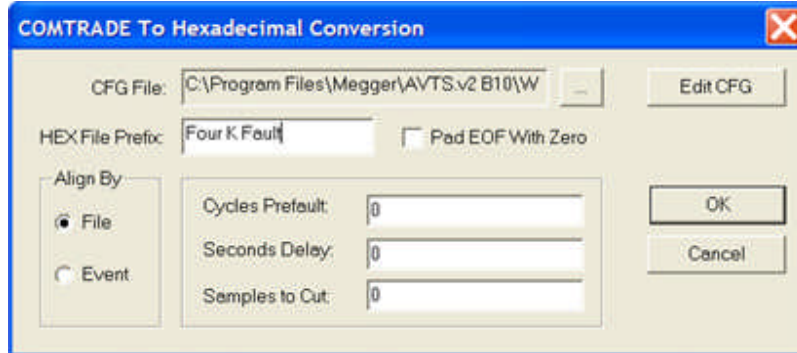 COMTRADE To Hexadecimal Conversion
CFG File: C:\Program Files\Megger\AVTS.v2 B10\W ... Edit CFG
HEX File Prefix: Four K Fault Pad EOF With Zero
Align By
File
Event
Cycles Prefault: 0
Seconds Delay: 0
Samples to Cut: 0
OK
Cancel